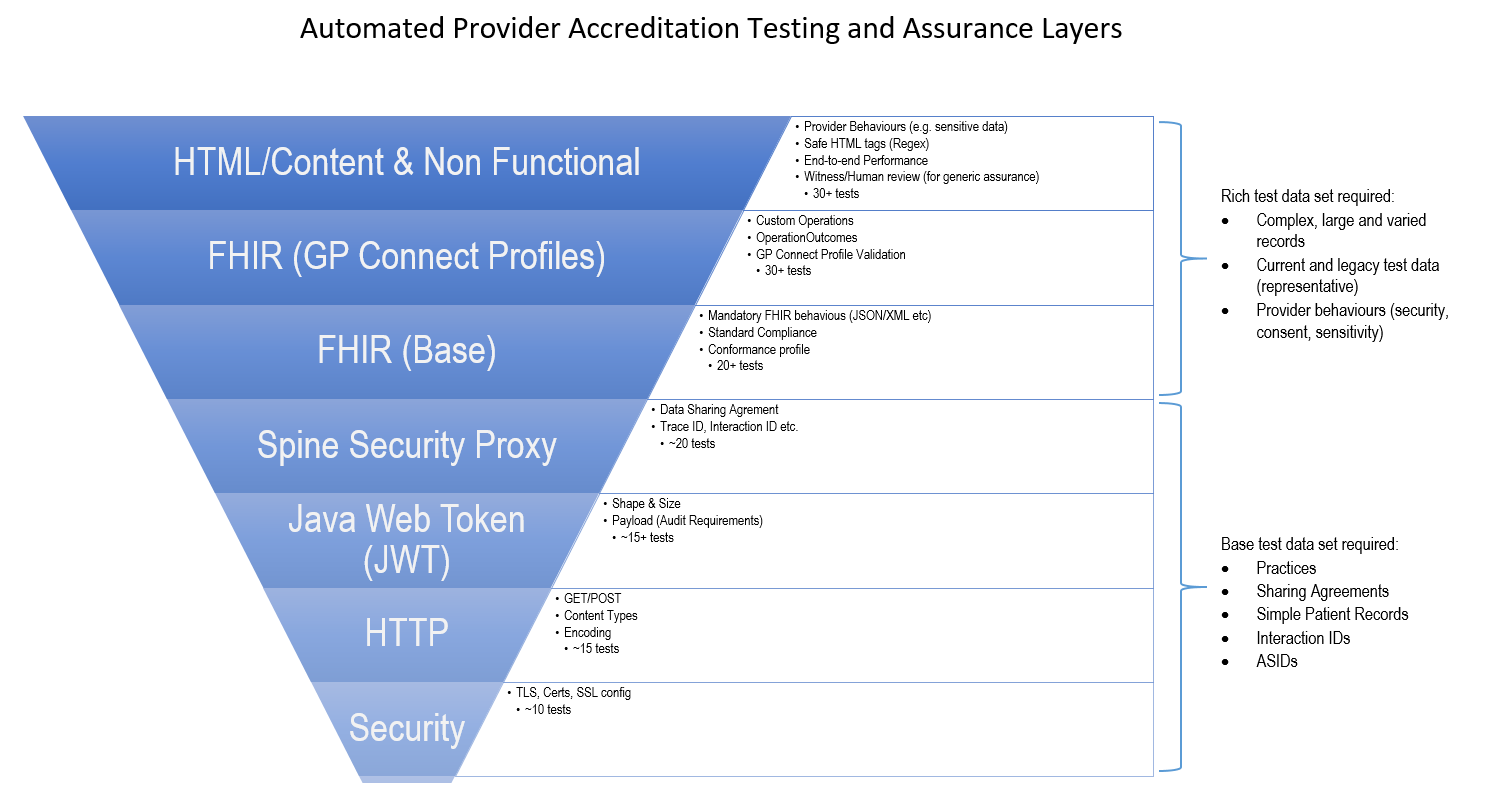 Automated Provider Accreditation Testing and Assurance Layers
HTML/Content & Non Functional
• Provider Behaviours (e.g. sensitive data)
• Safe HTML tags (Regex)
• End-to-end Performance
• Witness/Human review (for generic assurance)
• 30+ tests
FHIR (GP Connect Profiles)
• Custom Operations
• OperationOutcomes
• GP Connect Profile Validation
• 30+ tests
FHIR (Base)
• Mandatory FHIR behavious (JSON/XML etc)
• Standard Compliance
• Conformance profile
• 20+ tests
Spine Security Proxy
• Data Sharing Agrement
• Trace ID, Interaction ID etc.
• ~20 tests
Java Web Token
(JWT)
• Shape & Size
• Payload (Audit Requirements)
• ~15+ tests
HTTP
• GET/POST
• Content Types
• Encoding
• ~15 tests
Security
• TLS, Certs, SSL config
• ~10 tests
Rich test data set required:
• Complex, large and varied
records
• Current and legacy test data
(representative)
• Provider behaviours (security,
consent, sensitivity)
Base test data set required:
• Practices
• Sharing Agreements
• Simple Patient Records
• Interaction IDs
• ASIDs